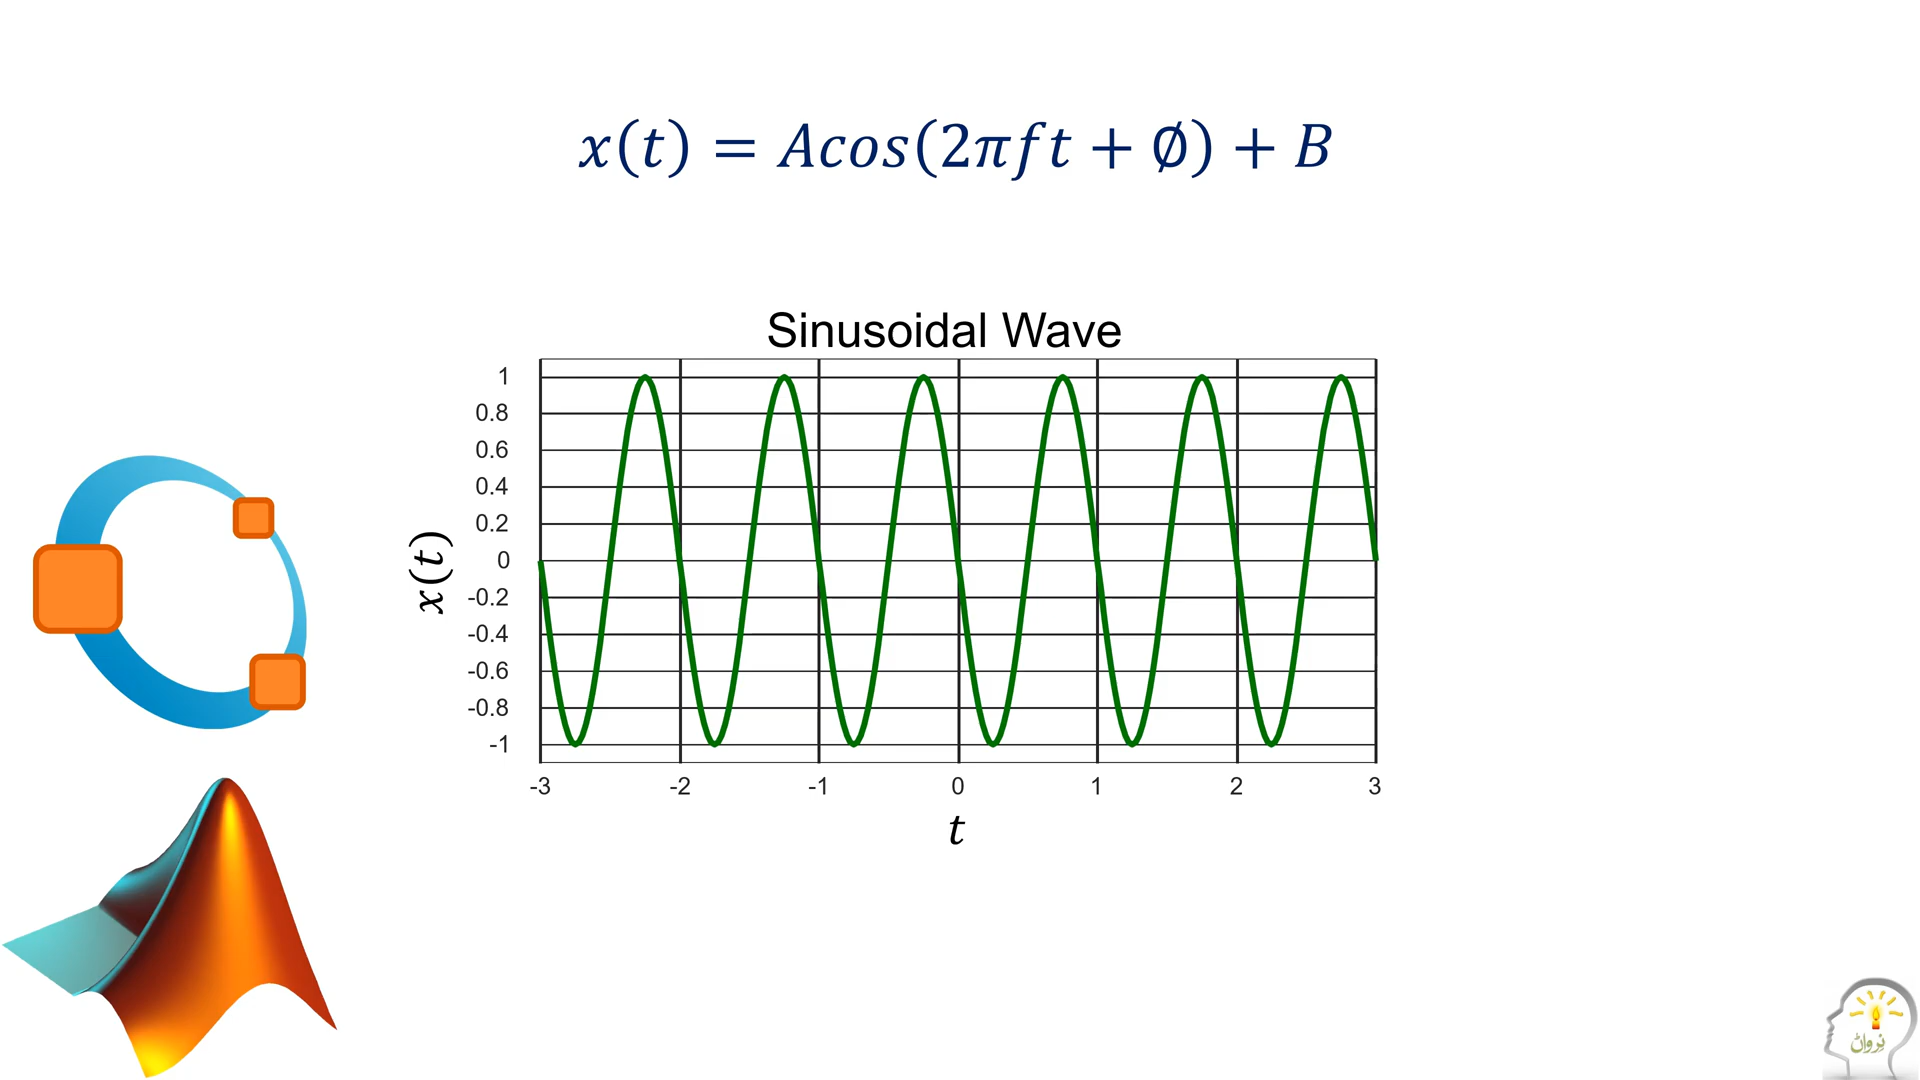 x(t) = Acos(2πft + ∅) + B
Sinusoidal Wave
1
0.8
0.6
0.4
0.2
0
-0.2
-0.4
-0.6
-0.8
-1
x(t)
-3 -2 -1 0 1 2 3
t
نِروان